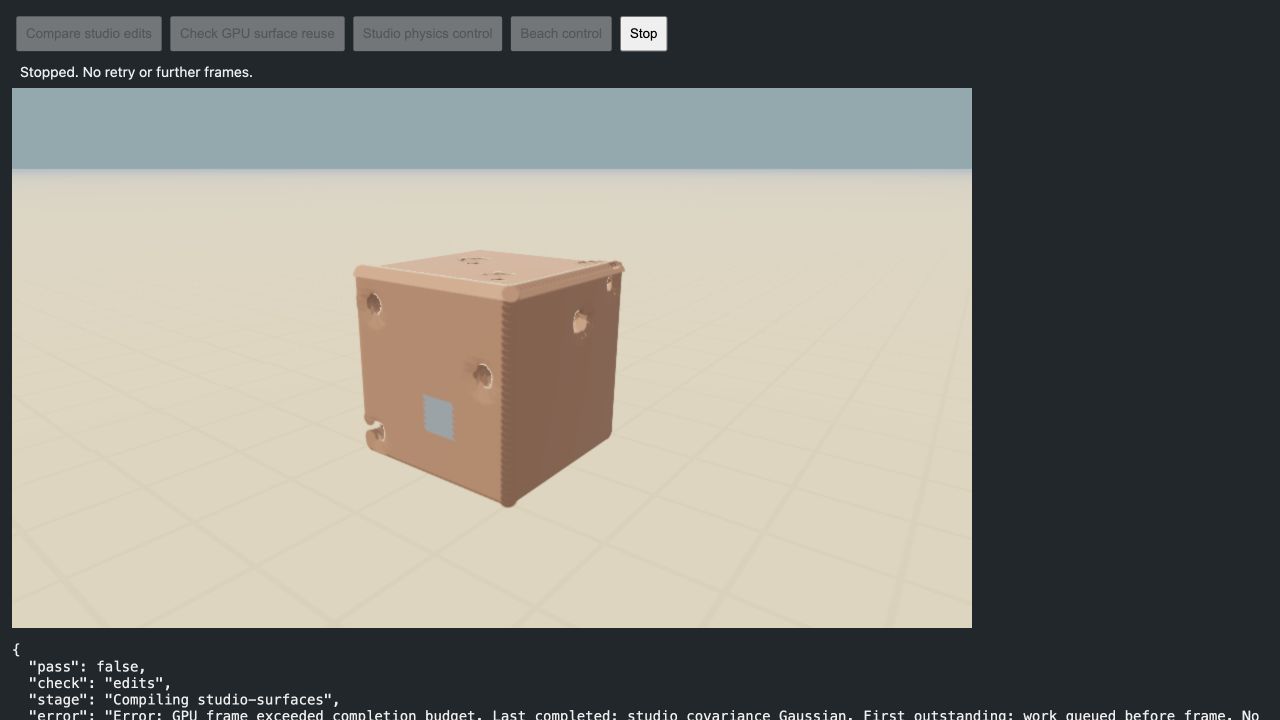 Compare studio edits Check GPU surface reuse Studio physics control Beach control Stop
Stopped. No retry or further frames.
{
"pass": false,
"check": "edits",
"stage": "Compiling studio-surfaces",
"error": "Error: GPU frame exceeded completion budget. Last completed: studio covariance Gaussian. First outstanding: work queued before frame. No